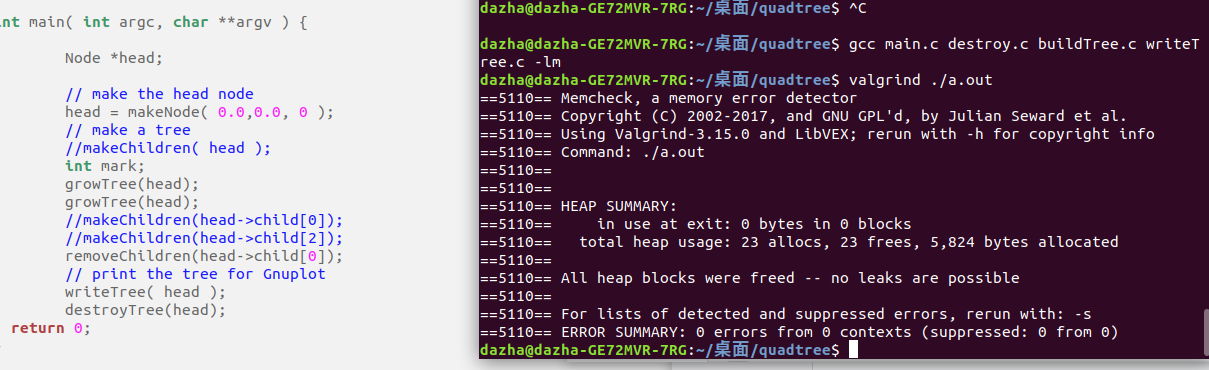 int main( int argc, char **argv ) {
Node *head;
// make the head node
head = makeNode( 0.0,0.0, 0 );
// make a tree
//makeChildren( head );
int mark;
growTree(head);
growTree(head);
//makeChildren(head->child[0]);
//makeChildren(head->child[2]);
removeChildren(head->child[0]);
// print the tree for Gnuplot
writeTree( head );
destroyTree(head);
return 0;
dazha@dazha-GE72MVR-7RG:~/桌面/quadtree$ ^C
dazha@dazha-GE72MVR-7RG:~/桌面/quadtree$ gcc main.c destroy.c buildTree.c writeT
ree.c -lm
dazha@dazha-GE72MVR-7RG:~/桌面/quadtree$ valgrind ./a.out
==5110== Memcheck, a memory error detector
==5110== Copyright (C) 2002-2017, and GNU GPL'd, by Julian Seward et al.
==5110== Using Valgrind-3.15.0 and LibVEX; rerun with -h for copyright info
==5110== Command: ./a.out
==5110==
==5110==
==5110== HEAP SUMMARY:
==5110==     in use at exit: 0 bytes in 0 blocks
==5110==   total heap usage: 23 allocs, 23 frees, 5,824 bytes allocated
==5110==
==5110== All heap blocks were freed -- no leaks are possible
==5110==
==5110== For lists of detected and suppressed errors, rerun with: -s
==5110== ERROR SUMMARY: 0 errors from 0 contexts (suppressed: 0 from 0)
dazha@dazha-GE72MVR-7RG:~/桌面/quadtree$